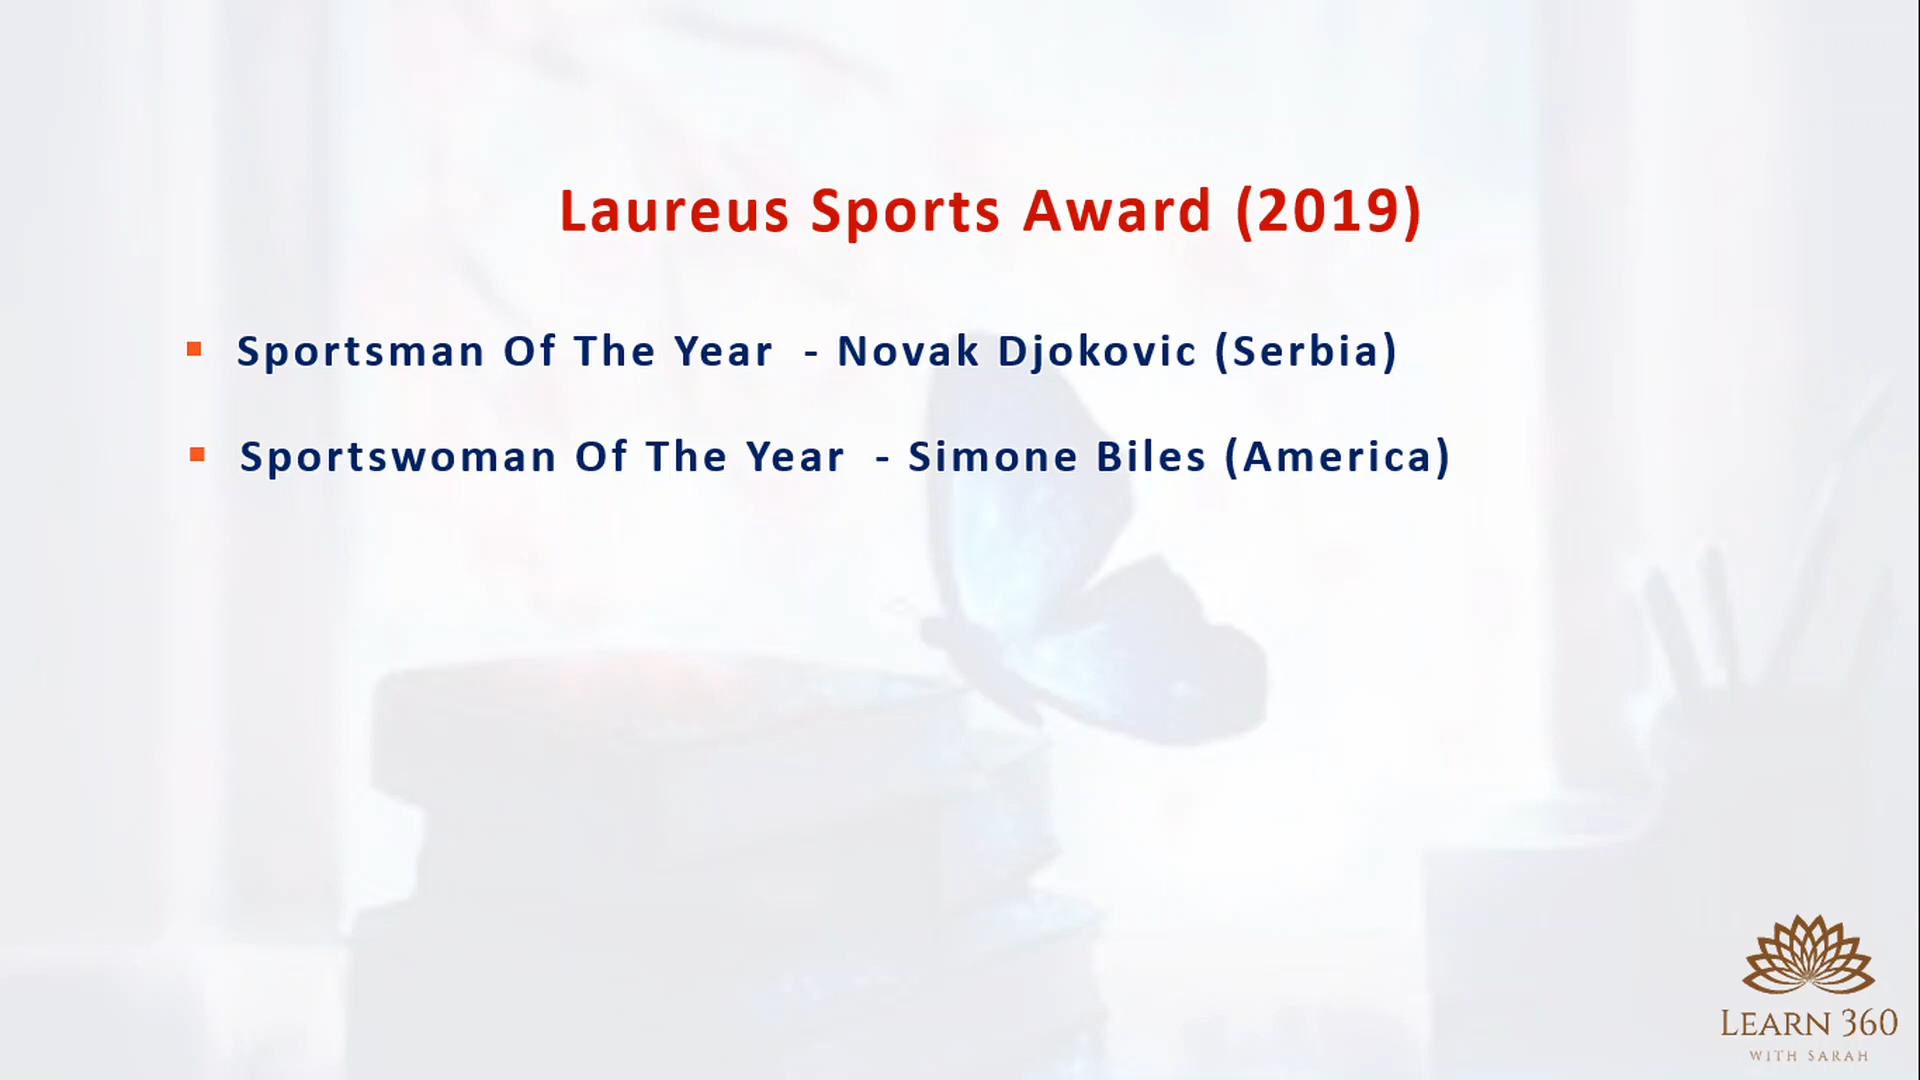 Laureus Sports Award (2019)
▪ Sportsman Of The Year - Novak Djokovic (Serbia)
▪ Sportswoman Of The Year - Simone Biles (America)
LEARN 360
WITH SARAH